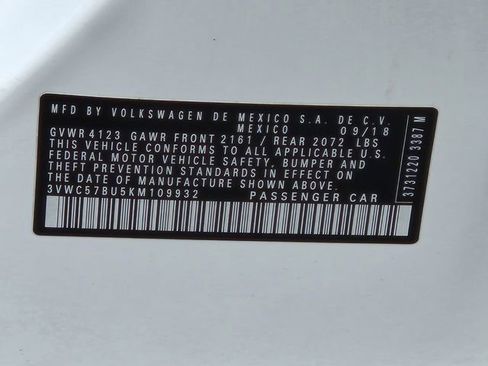 MFD BY VOLKSWAGEN DE MEXICO S.A. DE C.V.
MEXICO 09/18
GVWR 4123 GAWR FRONT 2161 / REAR 2072 LBS
THIS VEHICLE CONFORMS TO ALL APPLICABLE U.S.
FEDERAL MOTOR VEHICLE SAFETY, BUMPER AND
THEFT PREVENTION STANDARDS IN EFFECT ON
THE DATE OF MANUFACTURE SHOWN ABOVE.
3VWC57BU5KM109932 PASSENGER CAR
3731220 3387 M